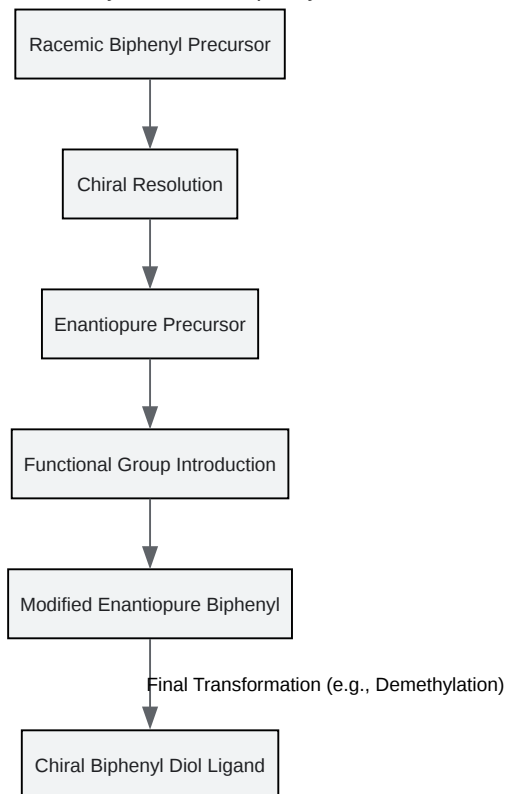 Racemic Biphenyl Precursor
Chiral Resolution
Enantiopure Precursor
Functional Group Introduction
Modified Enantiopure Biphenyl
Final Transformation (e.g., Demethylation)
Chiral Biphenyl Diol Ligand